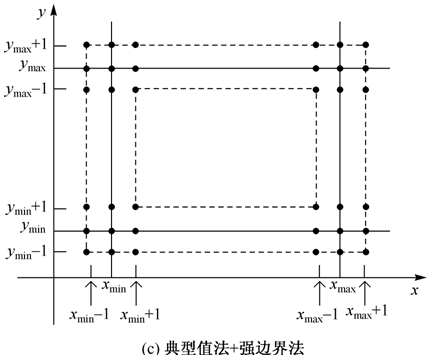 y
ymax+1
ymax
ymax−1
ymin+1
ymin
ymin−1
xmin
xmax
x
xmin−1
xmin+1
xmax−1
xmax+1
(c) 典型值法+强边界法